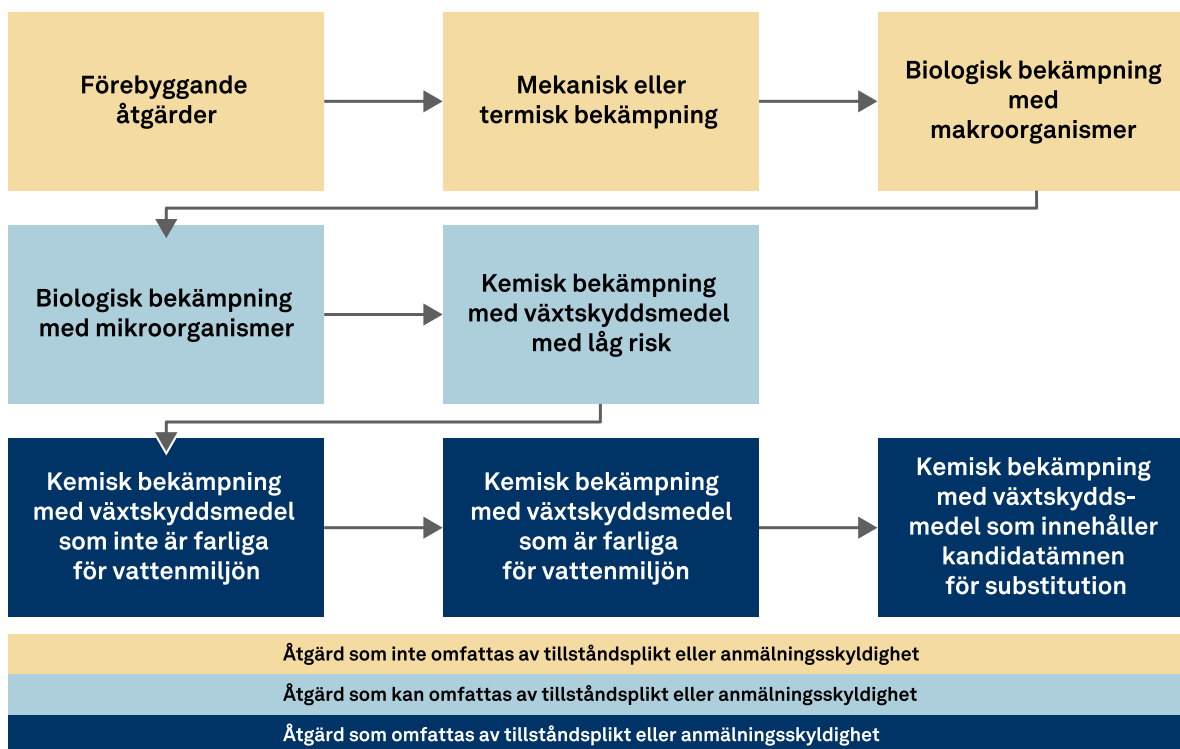 Förebyggande
åtgärder
Mekanisk eller
termisk bekämpning
Biologisk bekämpning
med
makroorganismer
Biologisk bekämpning
med mikroorganismer
Kemisk bekämpning
med växtskyddsmedel
med låg risk
Kemisk bekämpning
med växtskyddsmedel
som inte är farliga
för vattenmiljön
Kemisk bekämpning
med växtskyddsmedel
som är farliga
för vattenmiljön
Kemisk bekämpning
med växtskydds-
medel som innehåller
kandidatämnen
för substitution
Åtgärd som inte omfattas av tillståndsplikt eller anmälningsskyldighet
Åtgärd som kan omfattas av tillståndsplikt eller anmälningsskyldighet
Åtgärd som omfattas av tillståndsplikt eller anmälningsskyldighet